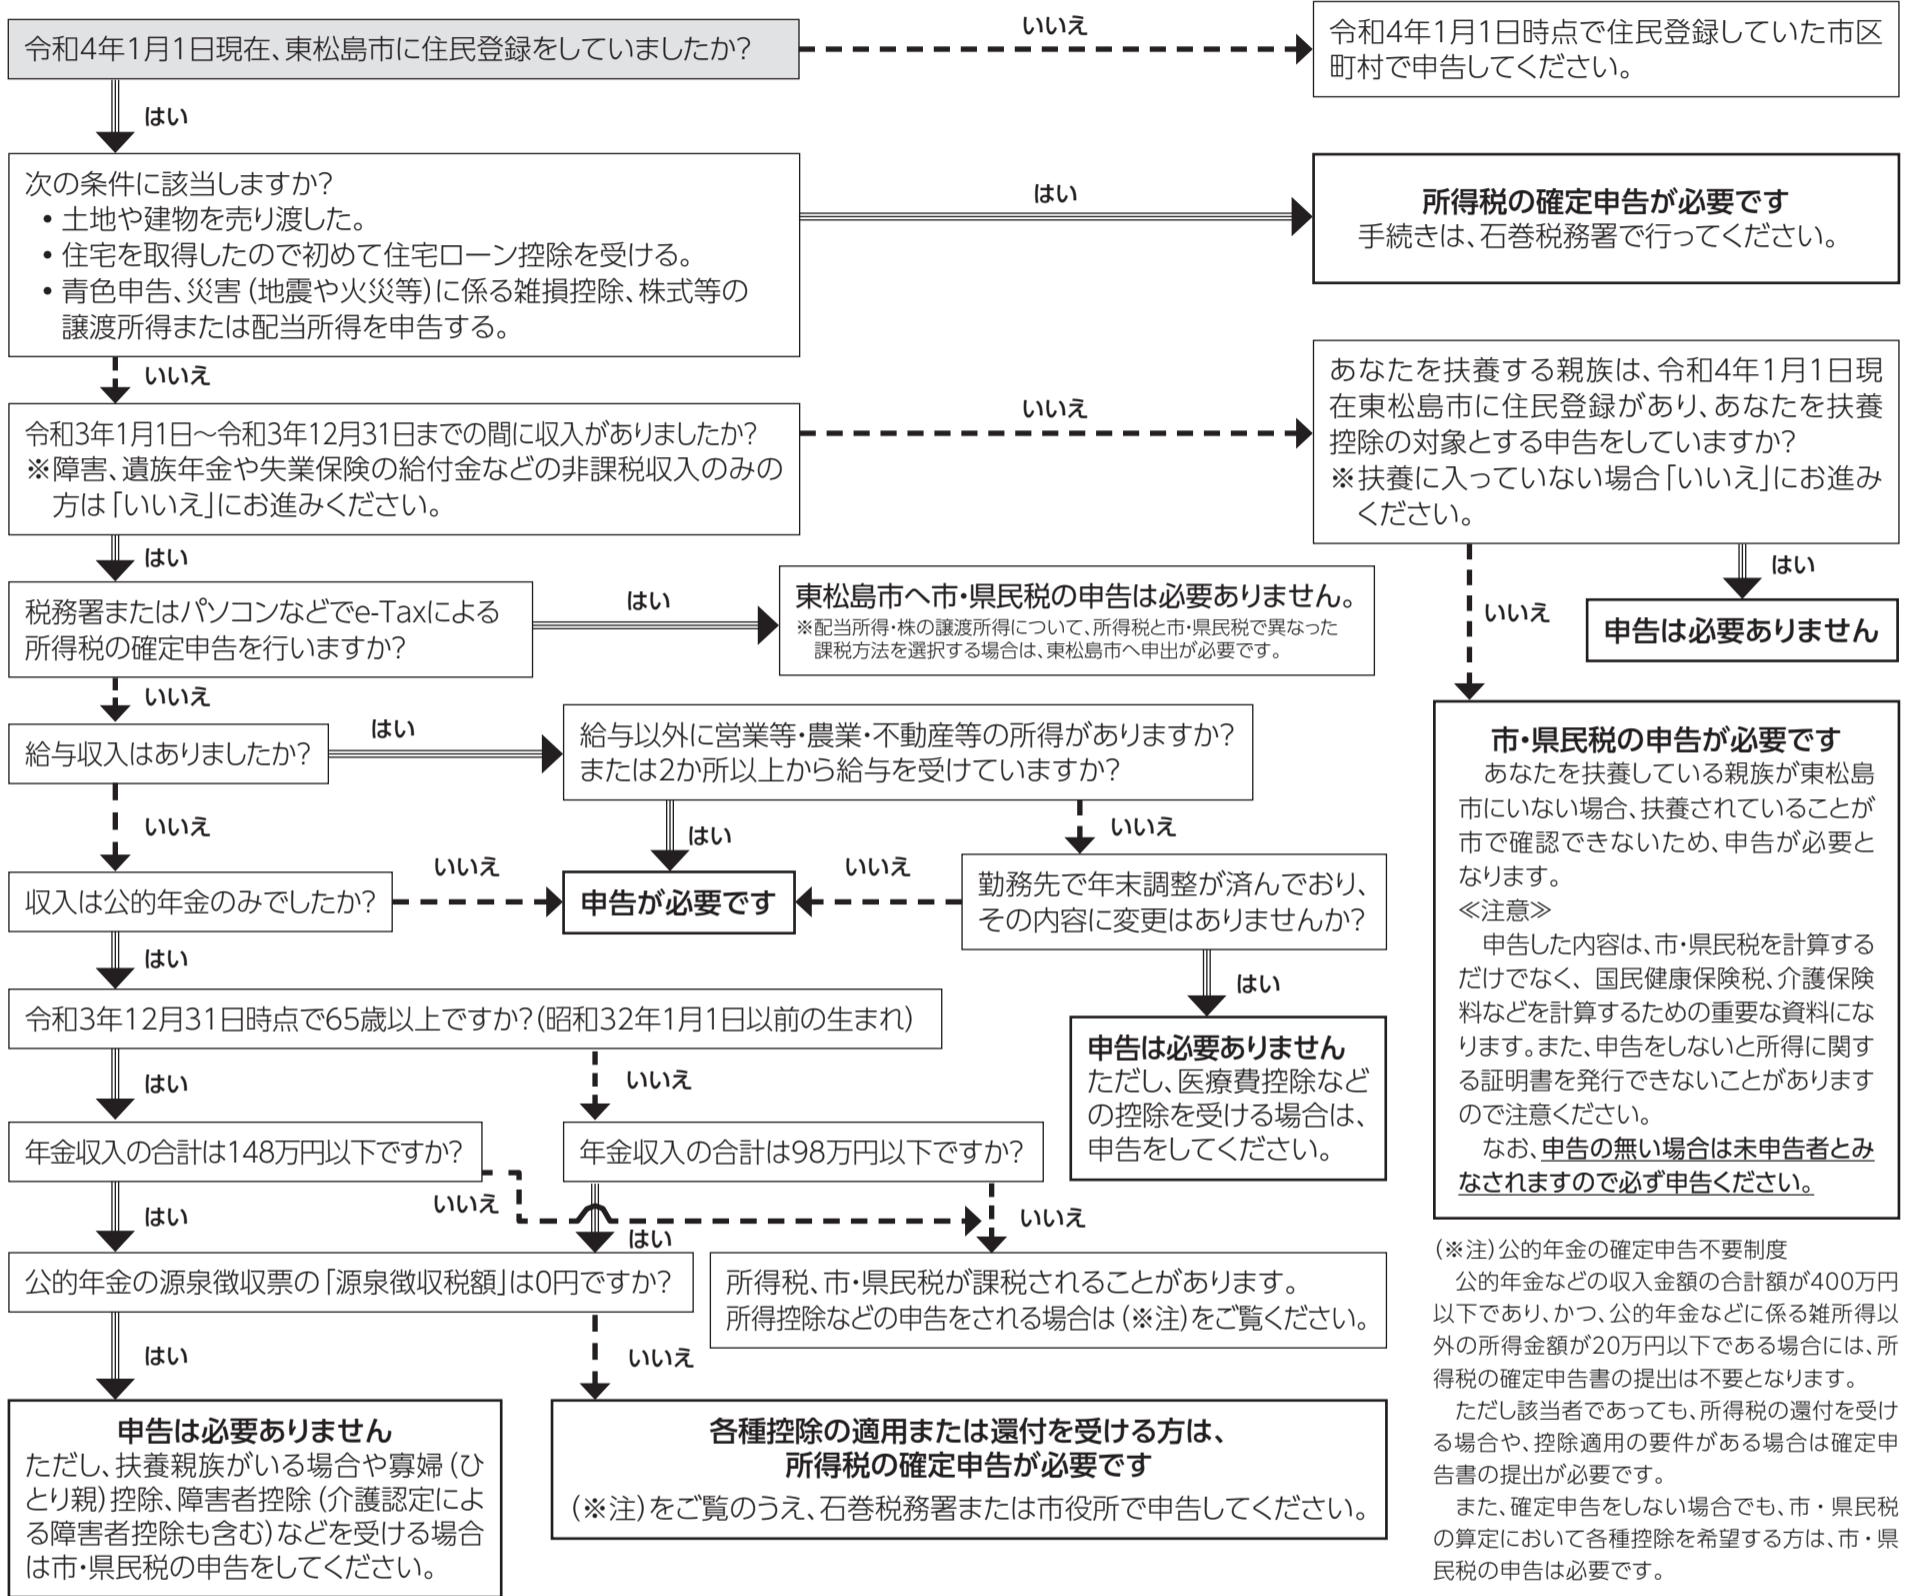 令和4年1月1日現在、東松島市に住民登録をしていましたか?
いいえ
令和4年1月1日時点で住民登録していた市区
町村で申告してください。
はい
次の条件に該当しますか?
・土地や建物を売り渡した。
・住宅を取得したので初めて住宅ローン控除を受ける。
・青色申告、災害(地震や火災等)に係る雑損控除、株式等の
譲渡所得または配当所得を申告する。
はい
所得税の確定申告が必要です
手続きは、石巻税務署で行ってください。
いいえ
令和3年1月1日~令和3年12月31日までの間に収入がありましたか?
※障害、遺族年金や失業保険の給付金などの非課税収入のみの
方は「いいえ」にお進みください。
いいえ
あなたを扶養する親族は、令和4年1月1日現
在東松島市に住民登録があり、あなたを扶養
控除の対象とする申告をしていますか?
※扶養に入っていない場合「いいえ」にお進み
ください。
はい
税務署またはパソコンなどでe-Taxによる
所得税の確定申告を行いますか?
はい
東松島市へ市・県民税の申告は必要ありません。
※配当所得・株の譲渡所得について、所得税と市・県民税で異なった
課税方法を選択する場合は、東松島市へ申出が必要です。
いいえ
はい
申告は必要ありません
いいえ
給与収入はありましたか?
はい
給与以外に営業等・農業・不動産等の所得がありますか?
または2か所以上から給与を受けていますか?
市・県民税の申告が必要です
あなたを扶養している親族が東松島
市にいない場合、扶養されていることが
市で確認できないため、申告が必要と
なります。
≪注意≫
申告した内容は、市・県民税を計算する
だけでなく、国民健康保険税、介護保険
料などを計算するための重要な資料にな
ります。また、申告をしないと所得に関す
る証明書を発行できないことがあります
ので注意ください。
なお、申告の無い場合は未申告者とみ
なされますので必ず申告ください。
いいえ
はい
いいえ
収入は公的年金のみでしたか?
いいえ
申告が必要です
いいえ
勤務先で年末調整が済んでおり、
その内容に変更はありませんか?
はい
はい
申告は必要ありません
ただし、医療費控除など
の控除を受ける場合は、
申告をしてください。
令和3年12月31日時点で65歳以上ですか?(昭和32年1月1日以前の生まれ)
はい
いいえ
年金収入の合計は148万円以下ですか?
年金収入の合計は98万円以下ですか?
はい
いいえ
はい
いいえ
公的年金の源泉徴収票の「源泉徴収税額」は0円ですか?
所得税、市・県民税が課税されることがあります。
所得控除などの申告をされる場合は(※注)をご覧ください。
はい
いいえ
申告は必要ありません
ただし、扶養親族がいる場合や寡婦(ひ
とり親)控除、障害者控除(介護認定によ
る障害者控除も含む)などを受ける場合
は市・県民税の申告をしてください。
各種控除の適用または還付を受ける方は、
所得税の確定申告が必要です
(※注)をご覧のうえ、石巻税務署または市役所で申告してください。
(※注)公的年金の確定申告不要制度
公的年金などの収入金額の合計額が400万円
以下であり、かつ、公的年金などに係る雑所得以
外の所得金額が20万円以下である場合には、所
得税の確定申告書の提出は不要となります。
ただし該当者であっても、所得税の還付を受け
る場合や、控除適用の要件がある場合は確定申
告書の提出が必要です。
また、確定申告をしない場合でも、市・県民税
の算定において各種控除を希望する方は、市・県
民税の申告は必要です。